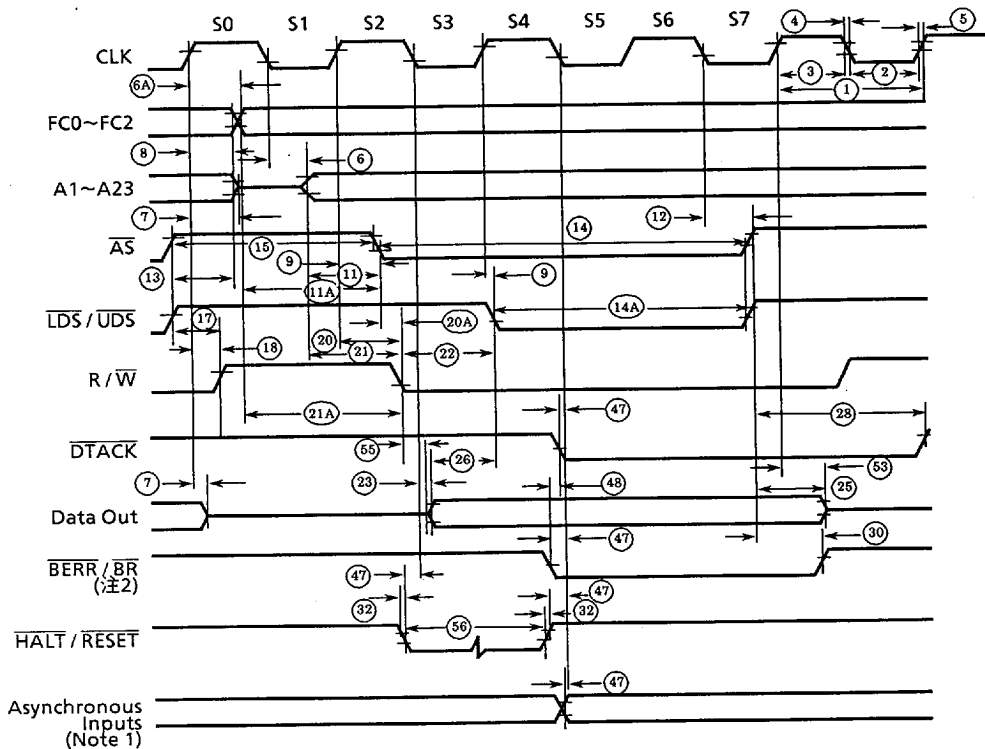 S0 S1 S2 S3 S4 S5 S6 S7
4 5
CLK
3 2
6A 1
FC0~FC2
8 6
A1~A23
7 12 14
AS
15
9 11 9
13 11A
17 20A 14A
LDS / UDS
18 20 21 22
R / W
21A 47 28
DTACK
55 26 53
7 23 48 25
Data Out
47 30
BERR / BR
(注2)
47 47
32 56 32
HALT / RESET
47
Asynchronous
Inputs
(Note 1)